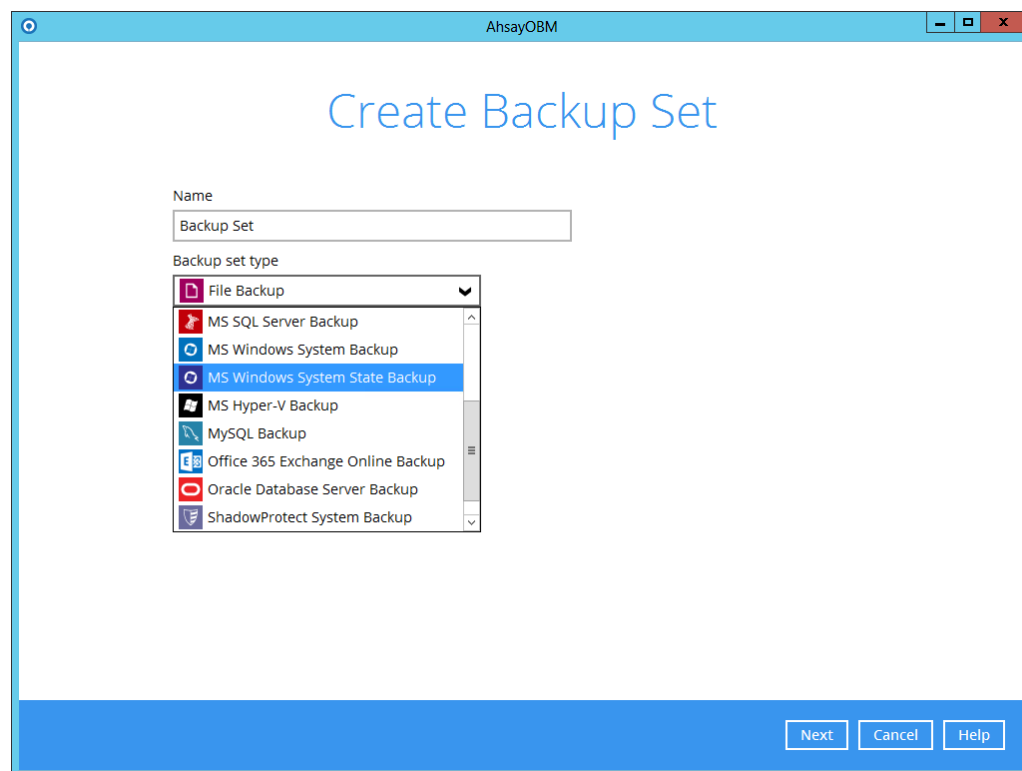 AhsayOBM
Create Backup Set
Name
Backup Set
Backup set type
File Backup
MS SQL Server Backup
MS Windows System Backup
MS Windows System State Backup
MS Hyper-V Backup
MySQL Backup
Office 365 Exchange Online Backup
Oracle Database Server Backup
ShadowProtect System Backup
Next Cancel Help